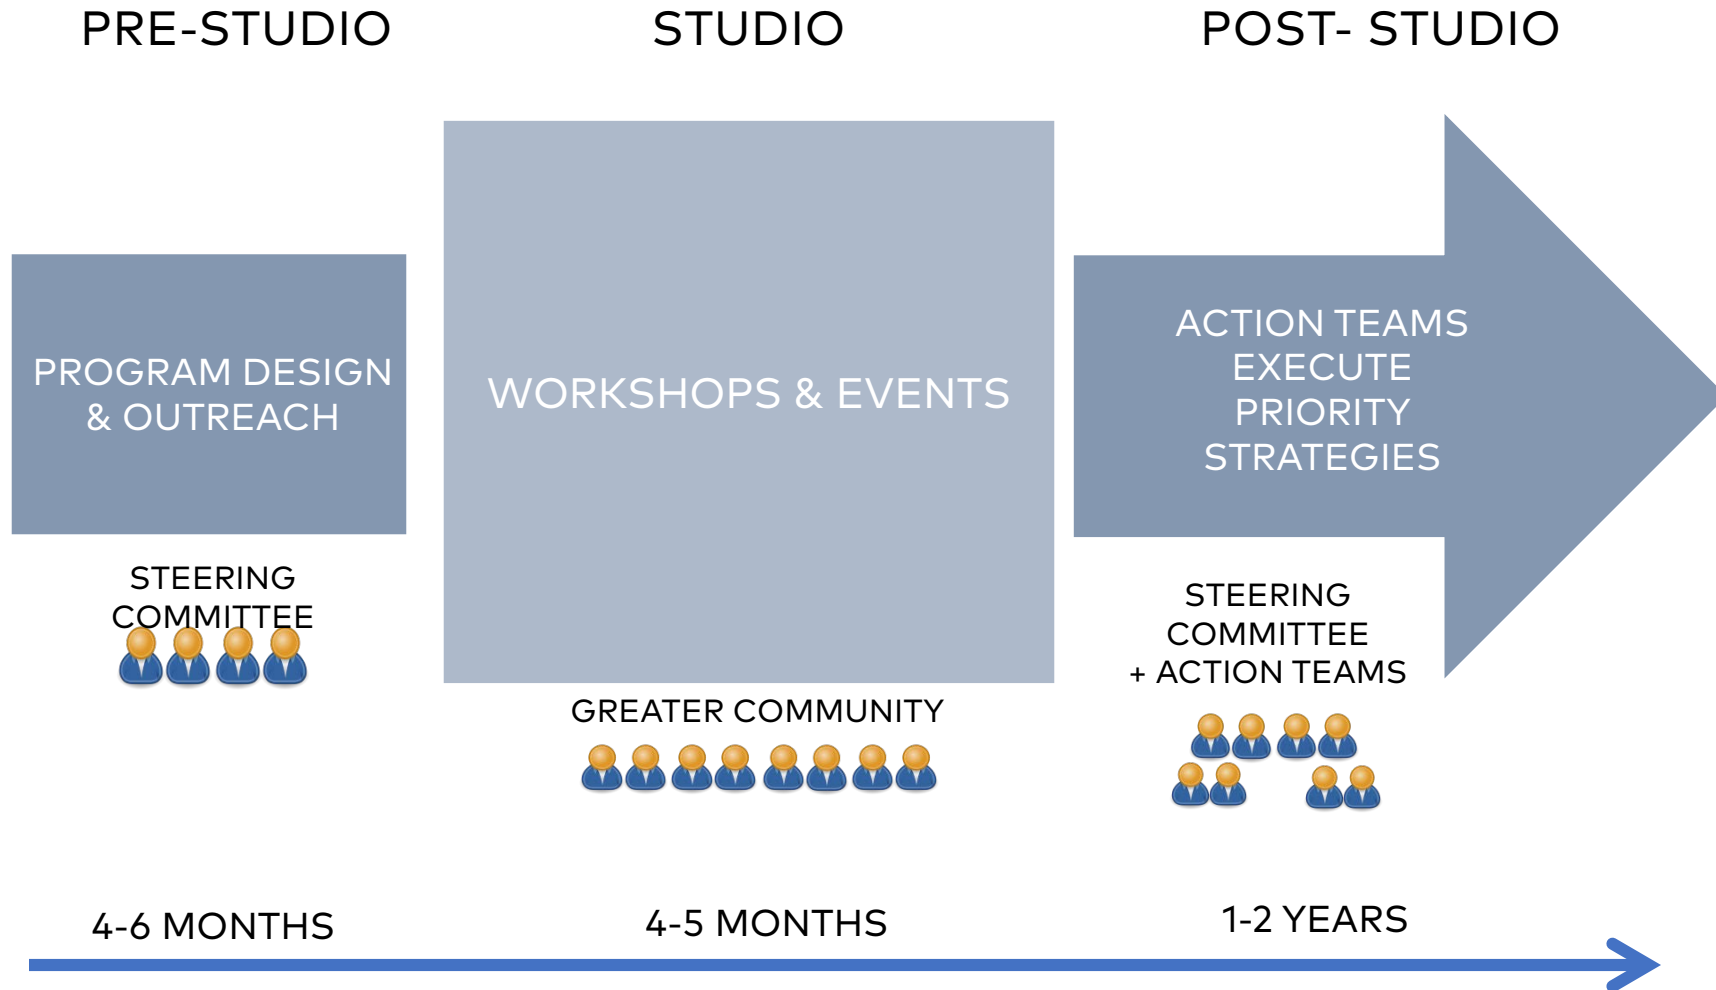 PRE-STUDIO
STUDIO
POST- STUDIO
PROGRAM DESIGN
& OUTREACH
WORKSHOPS & EVENTS
ACTION TEAMS
EXECUTE
PRIORITY
STRATEGIES
STEERING
COMMITTEE
GREATER COMMUNITY
STEERING
COMMITTEE
+ ACTION TEAMS
4-6 MONTHS
4-5 MONTHS
1-2 YEARS